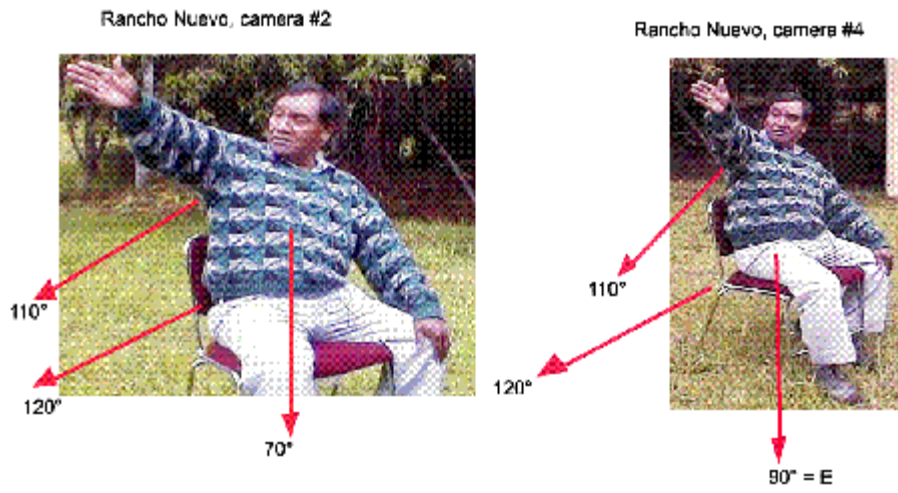 Rancho Nuevo, camera #2
110°
120°
70°
Rancho Nuevo, camera #4
110°
120°
90° = E